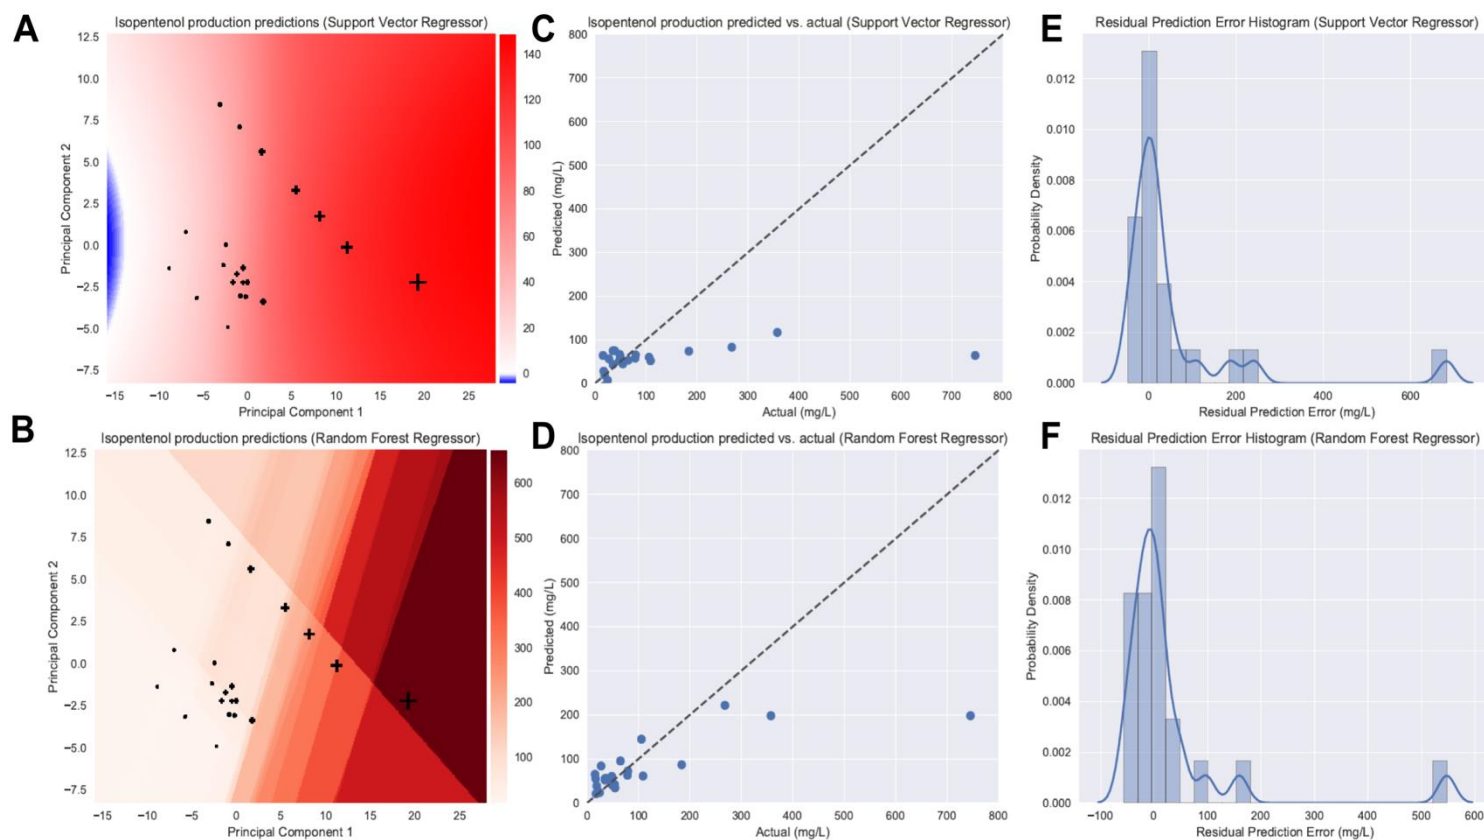 A
Isopentenol production predictions (Support Vector Regressor)
12.5
10.0
7.5
5.0
2.5
0.0
−2.5
−5.0
−7.5
Principal Component 2
−15 −10 −5 0 5 10 15 20 25
Principal Component 1
140
120
100
80
60
40
20
0
C
Isopentenol production predicted vs. actual (Support Vector Regressor)
800
700
600
500
400
300
200
100
0
Predicted (mg/L)
0 100 200 300 400 500 600 700 800
Actual (mg/L)
E
Residual Prediction Error Histogram (Support Vector Regressor)
0.012
0.010
0.008
0.006
0.004
0.002
0.000
Probability Density
0 200 400 600
Residual Prediction Error (mg/L)
B
Isopentenol production predictions (Random Forest Regressor)
12.5
10.0
7.5
5.0
2.5
0.0
−2.5
−5.0
−7.5
Principal Component 2
−15 −10 −5 0 5 10 15 20 25
Principal Component 1
600
500
400
300
200
100
D
Isopentenol production predicted vs. actual (Random Forest Regressor)
800
700
600
500
400
300
200
100
0
Predicted (mg/L)
0 100 200 300 400 500 600 700 800
Actual (mg/L)
F
Residual Prediction Error Histogram (Random Forest Regressor)
0.012
0.010
0.008
0.006
0.004
0.002
0.000
Probability Density
−100 0 100 200 300 400 500
Residual Prediction Error (mg/L)